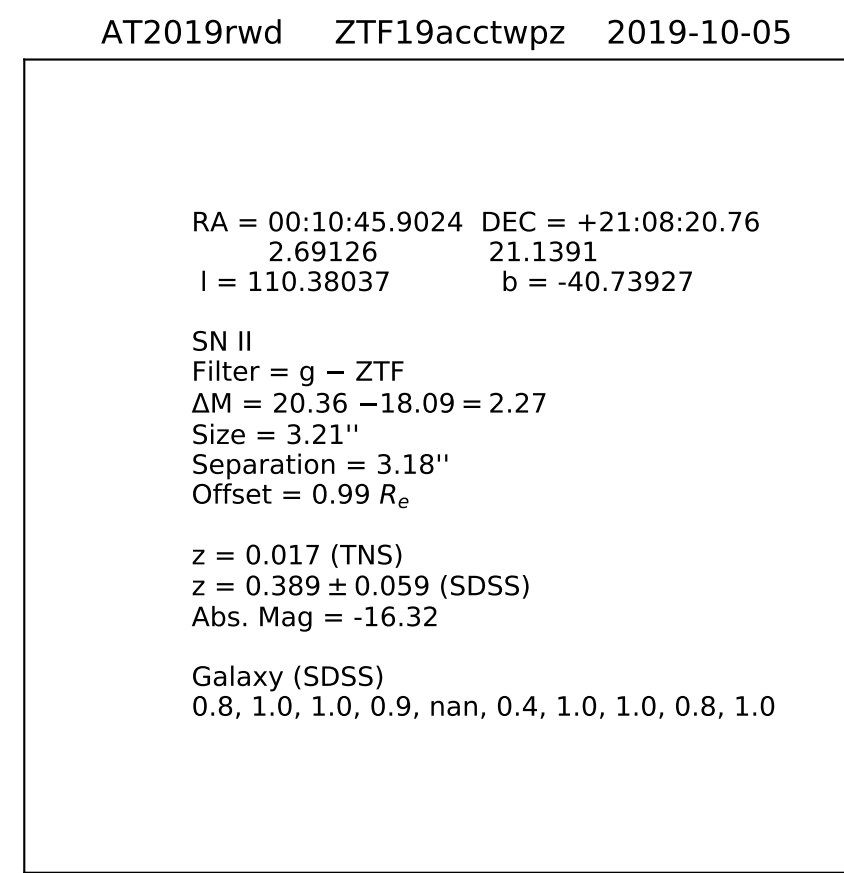 AT2019rwd ZTF19acctwpz 2019-10-05
RA = 00:10:45.9024 DEC = +21:08:20.76
2.69126 21.1391
l = 110.38037 b = -40.73927
SN II
Filter = g − ZTF
ΔM = 20.36 −18.09 = 2.27
Size = 3.21''
Separation = 3.18''
Offset = 0.99 Re
z = 0.017 (TNS)
z = 0.389 ± 0.059 (SDSS)
Abs. Mag = -16.32
Galaxy (SDSS)
0.8, 1.0, 1.0, 0.9, nan, 0.4, 1.0, 1.0, 0.8, 1.0